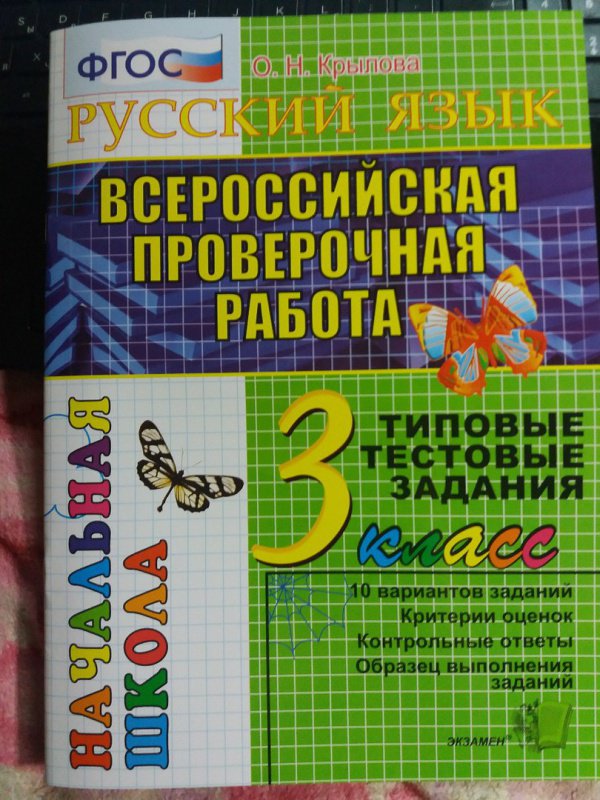 ФГОС
О. Н. Крылова
РУССКИЙ ЯЗЫК
ВСЕРОССИЙСКАЯ
ПРОВЕРОЧНАЯ
РАБОТА
НАЧАЛЬНАЯ
ШКОЛА
3
класс
ТИПОВЫЕ
ТЕСТОВЫЕ
ЗАДАНИЯ
10 вариантов заданий
Критерии оценок
Контрольные ответы
Образец выполнения
заданий
ЭКЗАМЕН®